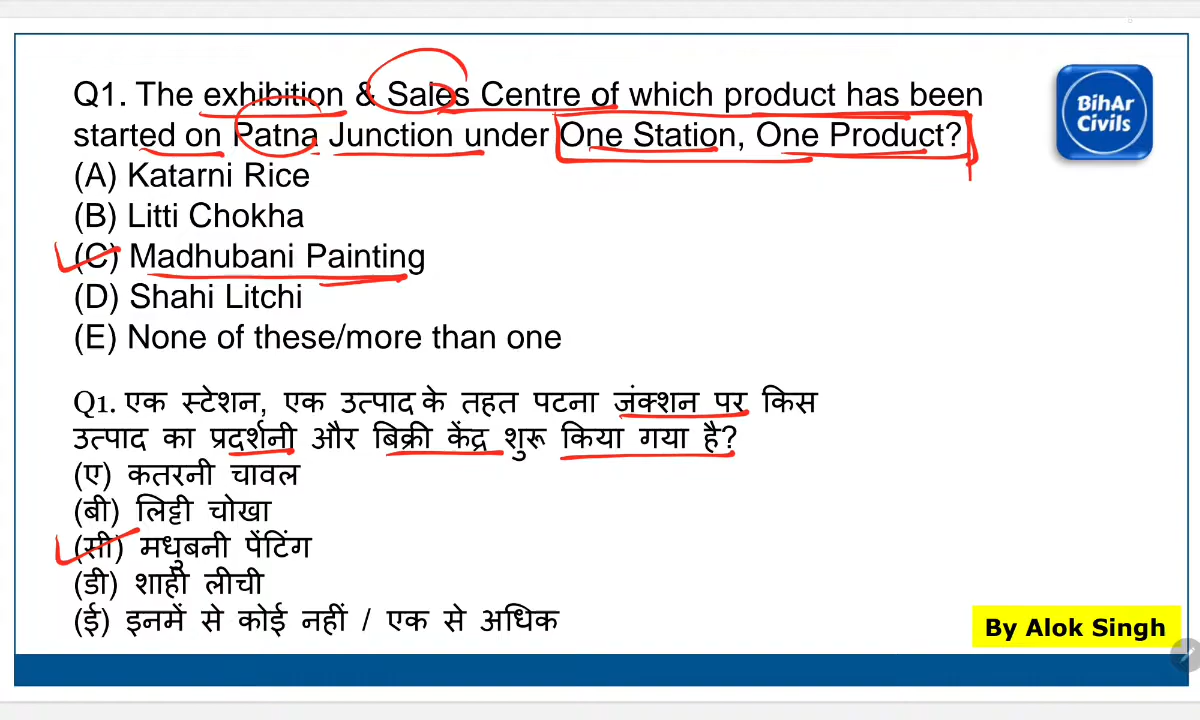 Q1. The exhibition & Sales Centre of which product has been
started on Patna Junction under One Station, One Product?
(A) Katarni Rice
(B) Litti Chokha
(C) Madhubani Painting
(D) Shahi Litchi
(E) None of these/more than one
BihAr
Civils
Q1. एक स्टेशन, एक उत्पाद के तहत पटना जंक्शन पर किस
उत्पाद का प्रदर्शनी और बिक्री केंद्र शुरू किया गया है?
(ए) कतरनी चावल
(बी) लिट्टी चोखा
(सी) मधुबनी पेंटिंग
(डी) शाही लीची
(ई) इनमें से कोई नहीं / एक से अधिक
By Alok Singh